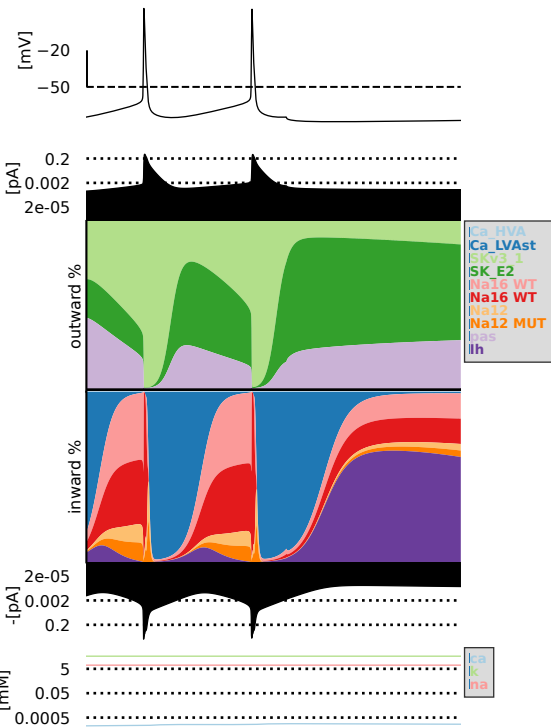 [mV]
−20
−50
[pA]
0.2
0.002
2e-05
outward %
Ca_HVA
Ca_LVAst
SKv3_1
SK_E2
Na16 WT
Na16 WT
Na12
Na12 MUT
pas
Ih
inward %
-[pA]
2e-05
0.002
0.2
[mM]
5
0.05
0.0005
ca
k
na